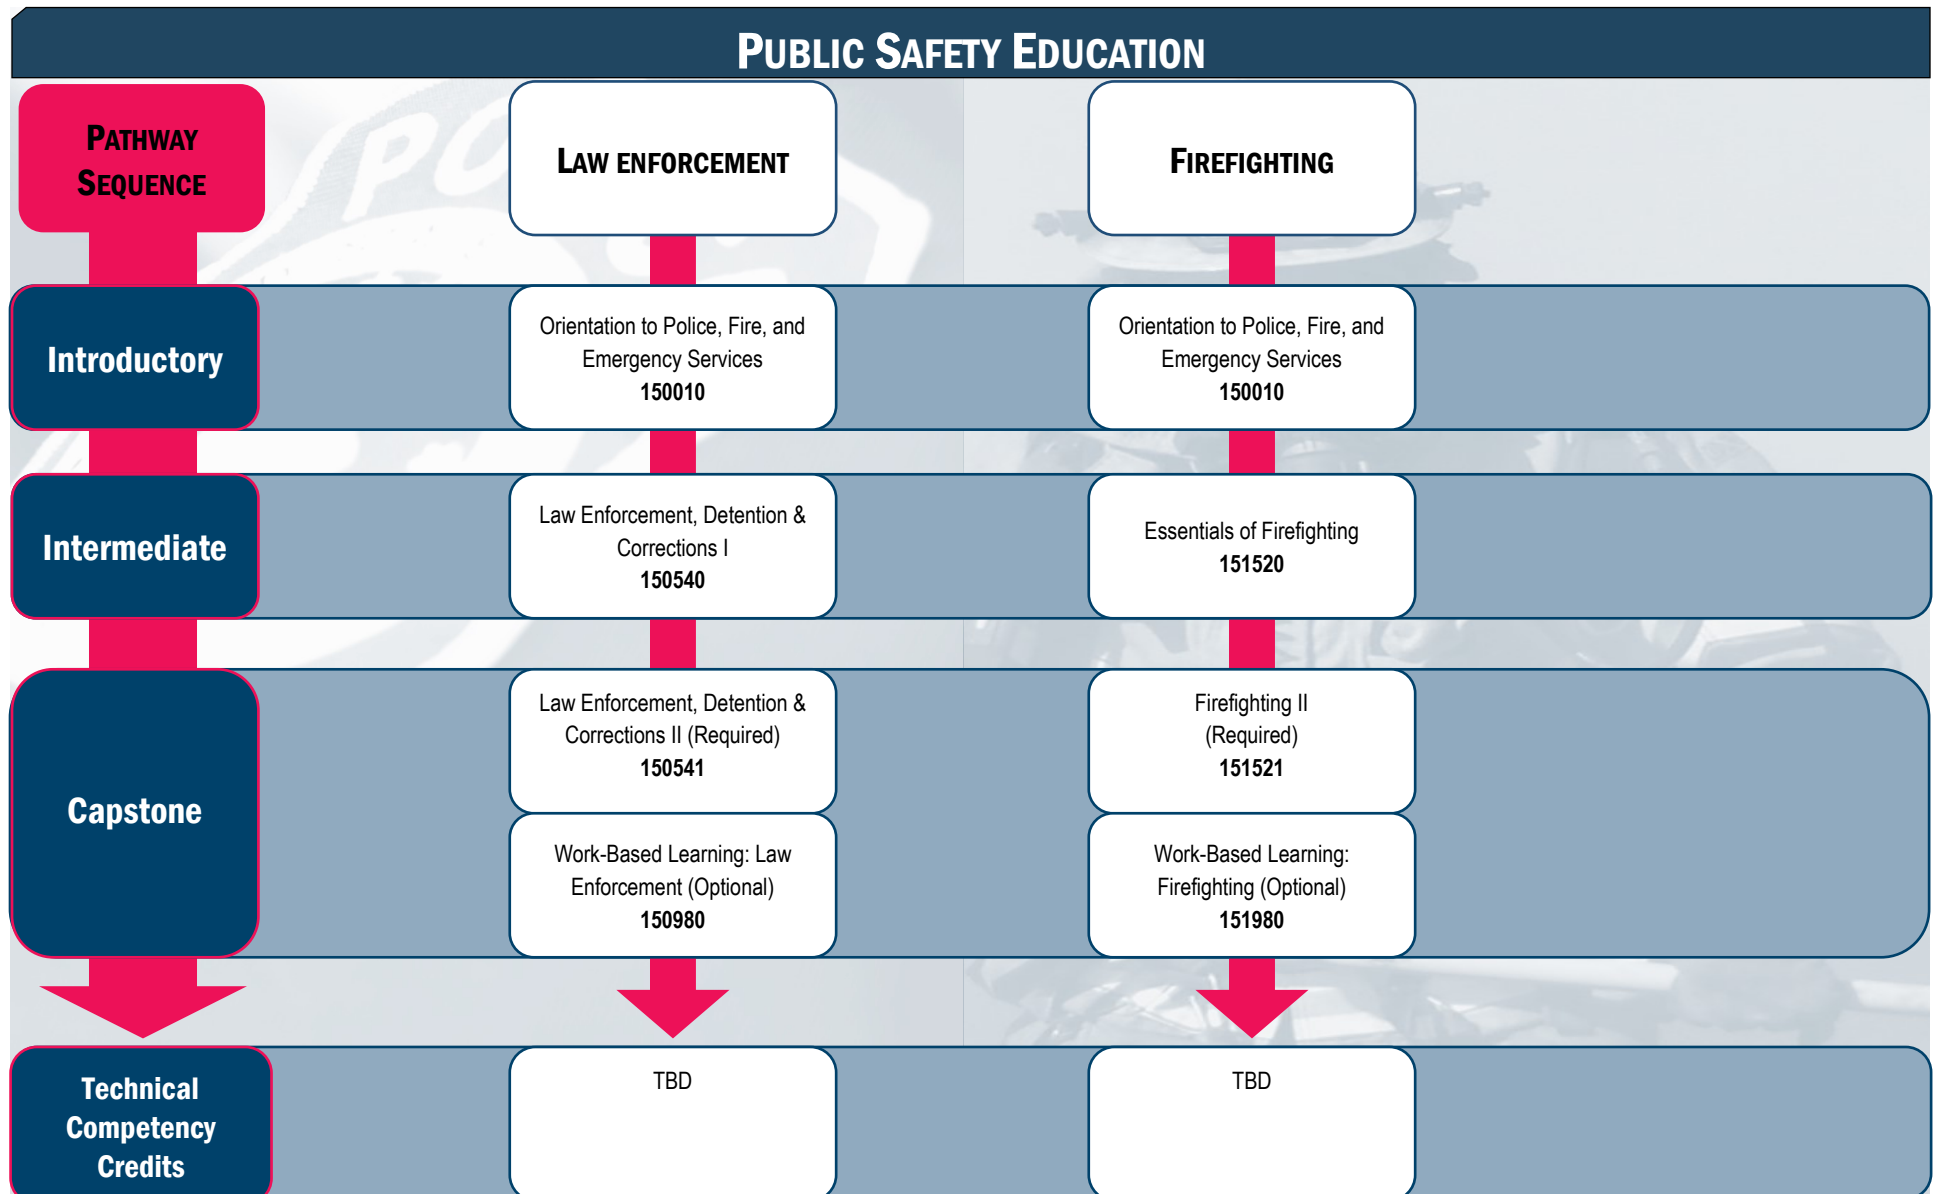 PUBLIC SAFETY EDUCATION
PATHWAY
SEQUENCE
LAW ENFORCEMENT
FIREFIGHTING
Introductory
Orientation to Police, Fire, and
Emergency Services
150010
Orientation to Police, Fire, and
Emergency Services
150010
Intermediate
Law Enforcement, Detention &
Corrections I
150540
Essentials of Firefighting
151520
Capstone
Law Enforcement, Detention &
Corrections II (Required)
150541
Firefighting II
(Required)
151521
Work-Based Learning: Law
Enforcement (Optional)
150980
Work-Based Learning:
Firefighting (Optional)
151980
Technical
Competency
Credits
TBD
TBD